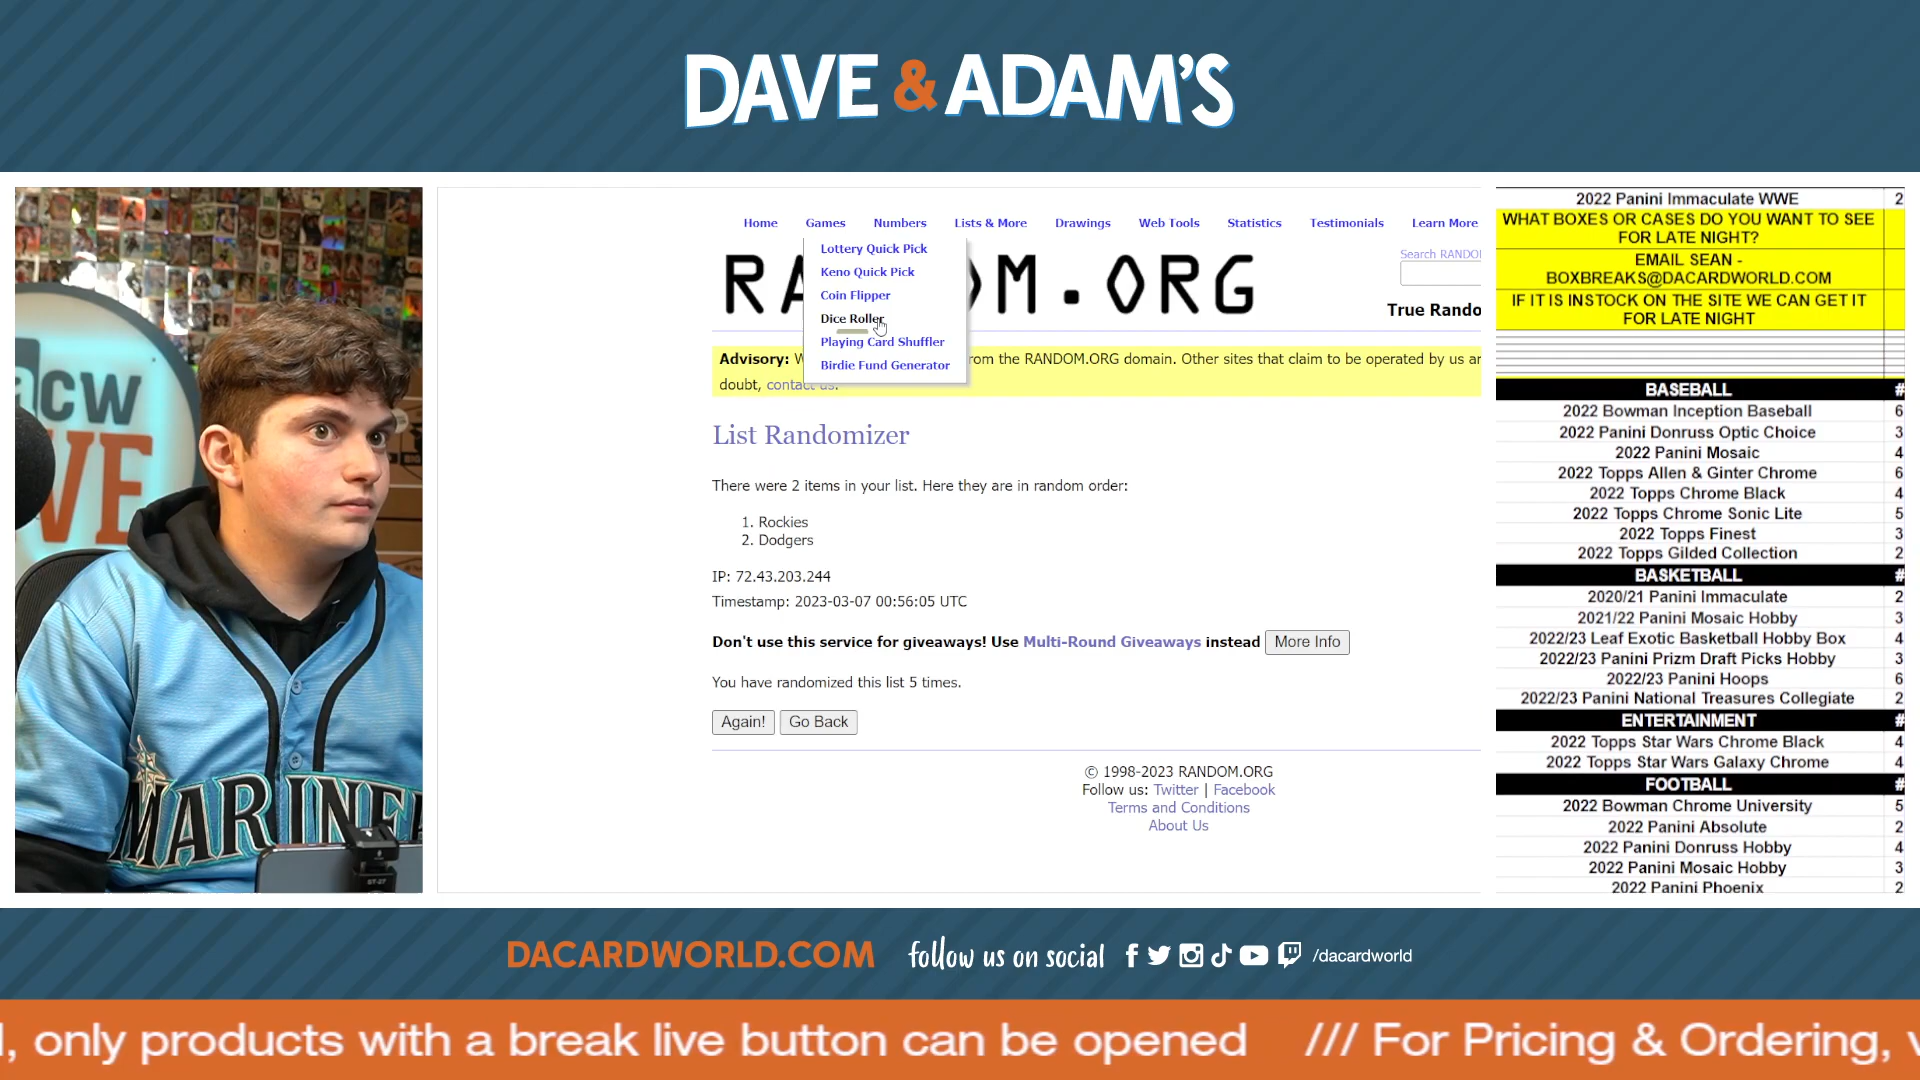 DAVE & ADAM'S
Home Games Numbers Lists & More Drawings Web Tools Statistics Testimonials Learn More
Lottery Quick Pick
Keno Quick Pick
Coin Flipper
Dice Roller
Playing Card Shuffler
Birdie Fund Generator
RA OM.ORG
Search RANDO
True Rando
Advisory: W rom the RANDOM.ORG domain. Other sites that claim to be operated by us ar
doubt, contact us.
List Randomizer
There were 2 items in your list. Here they are in random order:
1. Rockies
2. Dodgers
IP: 72.43.203.244
Timestamp: 2023-03-07 00:56:05 UTC
Don't use this service for giveaways! Use Multi-Round Giveaways instead More Info
You have randomized this list 5 times.
Again! Go Back
© 1998-2023 RANDOM.ORG
Follow us: Twitter | Facebook
Terms and Conditions
About Us
2022 Panini Immaculate WWE 2
WHAT BOXES OR CASES DO YOU WANT TO SEE
FOR LATE NIGHT?
EMAIL SEAN -
BOXBREAKS@DACARDWORLD.COM
IF IT IS INSTOCK ON THE SITE WE CAN GET IT
FOR LATE NIGHT
BASEBALL #
2022 Bowman Inception Baseball 6
2022 Panini Donruss Optic Choice 3
2022 Panini Mosaic 4
2022 Topps Allen & Ginter Chrome 6
2022 Topps Chrome Black 4
2022 Topps Chrome Sonic Lite 5
2022 Topps Finest 3
2022 Topps Gilded Collection 2
BASKETBALL #
2020/21 Panini Immaculate 2
2021/22 Panini Mosaic Hobby 3
2022/23 Leaf Exotic Basketball Hobby Box 4
2022/23 Panini Prizm Draft Picks Hobby 3
2022/23 Panini Hoops 6
2022/23 Panini National Treasures Collegiate 2
ENTERTAINMENT #
2022 Topps Star Wars Chrome Black 4
2022 Topps Star Wars Galaxy Chrome 4
FOOTBALL #
2022 Bowman Chrome University 5
2022 Panini Absolute 2
2022 Panini Donruss Hobby 4
2022 Panini Mosaic Hobby 3
2022 Panini Phoenix 2
acw
IVE
MARINE
DACARDWORLD.COM follow us on social /dacardworld
, only products with a break live button can be opened /// For Pricing & Ordering, v